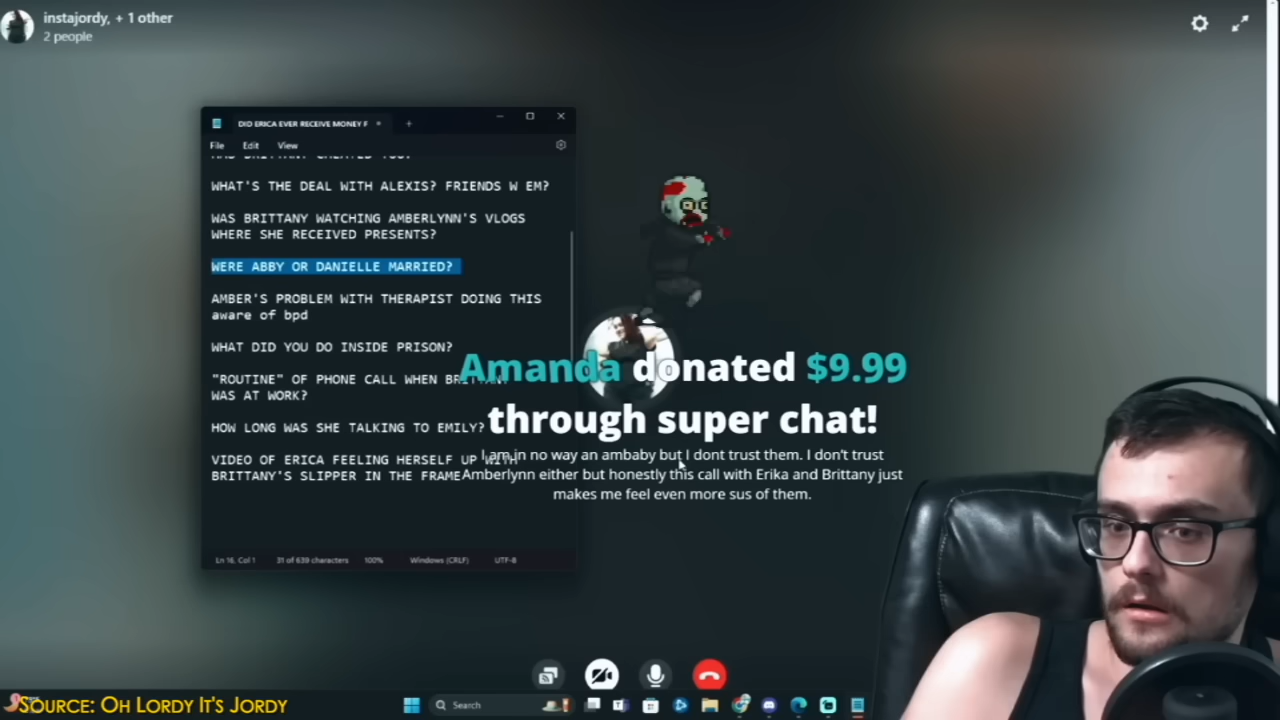 instajordy, + 1 other
2 people
DID ERICA EVER RECEIVE MONEY F
File Edit View
WHAT'S THE DEAL WITH ALEXIS? FRIENDS W EM?
WAS BRITTANY WATCHING AMBERLYNN'S VLOGS
WHERE SHE RECEIVED PRESENTS?
WERE ABBY OR DANIELLE MARRIED?
AMBER'S PROBLEM WITH THERAPIST DOING THIS
aware of bpd
WHAT DID YOU DO INSIDE PRISON?
"ROUTINE" OF PHONE CALL WHEN
WAS AT WORK?
HOW LONG WAS SHE TALKING TO EMILY?
VIDEO OF ERICA FEELING HERSELF UP WITH
BRITTANY'S SLIPPER IN THE FRAME
Ln 16, Col 1 31 of 639 characters 100% Windows (CRLF) UTF-8
Amanda donated $9.99
through super chat!
I am in no way an ambaby but I dont trust them. I don't trust
Amberlynn either but honestly this call with Erika and Brittany just
makes me feel even more sus of them.
Source: Oh Lordy It's Jordy
Search